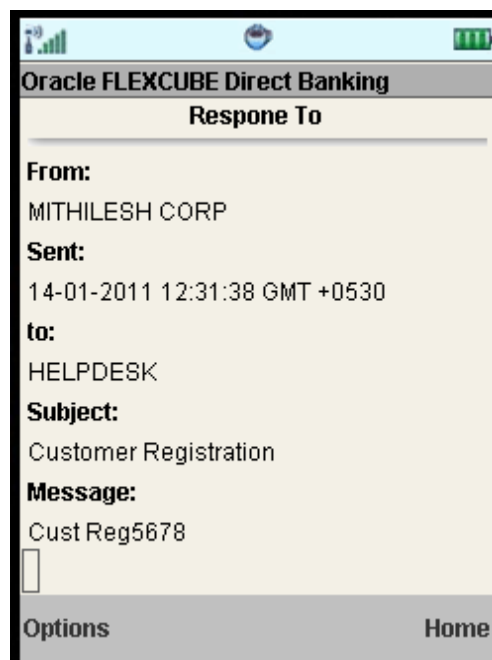 Oracle FLEXCUBE Direct Banking
Respone To
From:
MITHILESH CORP
Sent:
14-01-2011 12:31:38 GMT +0530
to:
HELPDESK
Subject:
Customer Registration
Message:
Cust Reg5678
Options Home